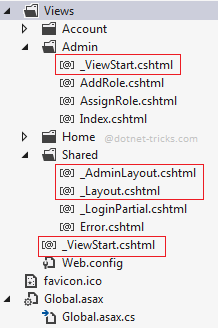 Views
Account
Admin
_ViewStart.cshtml
AddRole.cshtml
AssignRole.cshtml
Index.cshtml
Home @dotnet-tricks.com
Shared
_AdminLayout.cshtml
_Layout.cshtml
_LoginPartial.cshtml
Error.cshtml
_ViewStart.cshtml
Web.config
favicon.ico
Global.asax
Global.asax.cs